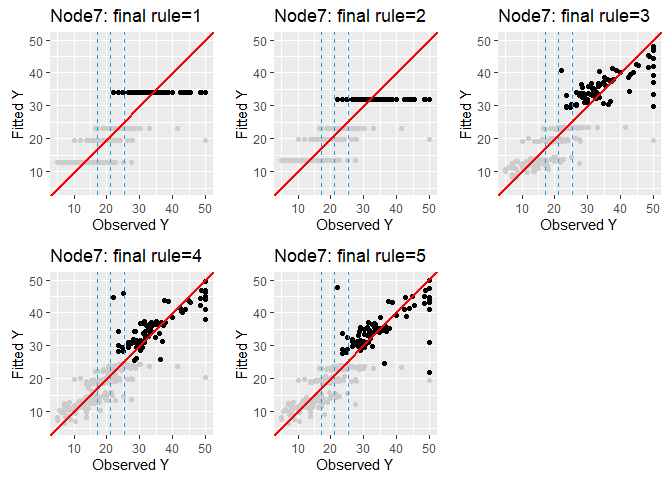 Node7: final rule=1
50
40
30
20
10
Fitted Y
10 20 30 40 50
Observed Y
Node7: final rule=2
50
40
30
20
10
Fitted Y
10 20 30 40 50
Observed Y
Node7: final rule=3
50
40
30
20
10
Fitted Y
10 20 30 40 50
Observed Y
Node7: final rule=4
50
40
30
20
10
Fitted Y
10 20 30 40 50
Observed Y
Node7: final rule=5
50
40
30
20
10
Fitted Y
10 20 30 40 50
Observed Y